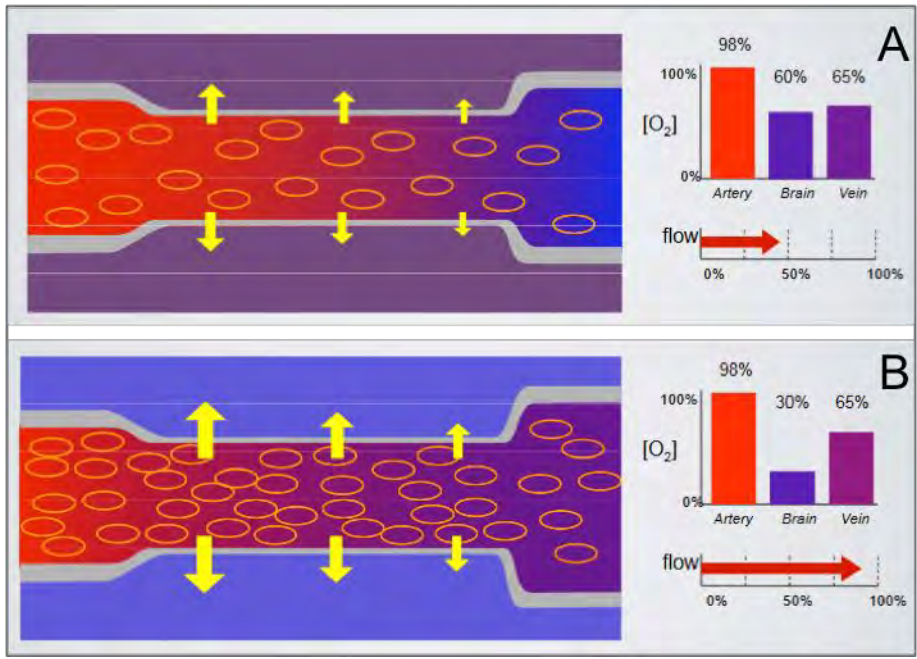 A
98%
100%
60%
65%
[O₂]
0%
Artery
Brain
Vein
flow
0%
50%
100%
B
98%
100%
30%
65%
[O₂]
0%
Artery
Brain
Vein
flow
0%
50%
100%